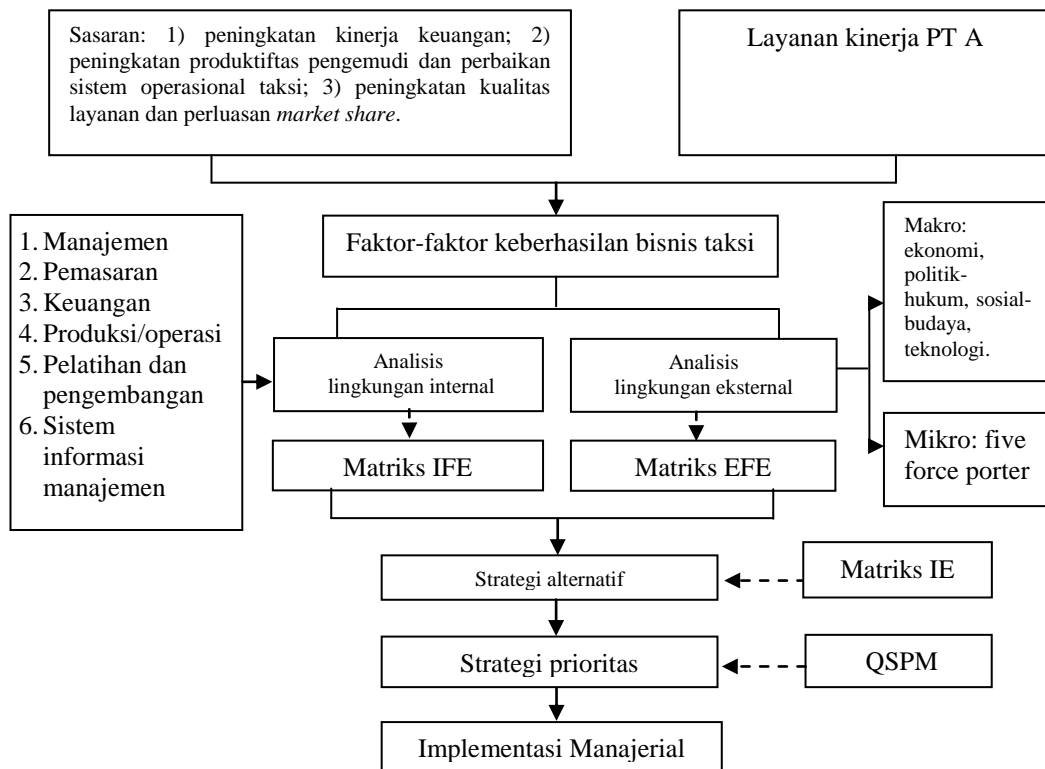 Sasaran: 1) peningkatan kinerja keuangan; 2)
peningkatan produktiftas pengemudi dan perbaikan
sistem operasional taksi; 3) peningkatan kualitas
layanan dan perluasan market share.
Layanan kinerja PT A
Faktor-faktor keberhasilan bisnis taksi
1. Manajemen
2. Pemasaran
3. Keuangan
4. Produksi/operasi
5. Pelatihan dan
pengembangan
6. Sistem
informasi
manajemen
Analisis
lingkungan internal
Analisis
lingkungan eksternal
Makro:
ekonomi,
politik-
hukum, sosial-
budaya,
teknologi.
Mikro: five
force porter
Matriks IFE
Matriks EFE
Strategi alternatif
Matriks IE
Strategi prioritas
QSPM
Implementasi Manajerial